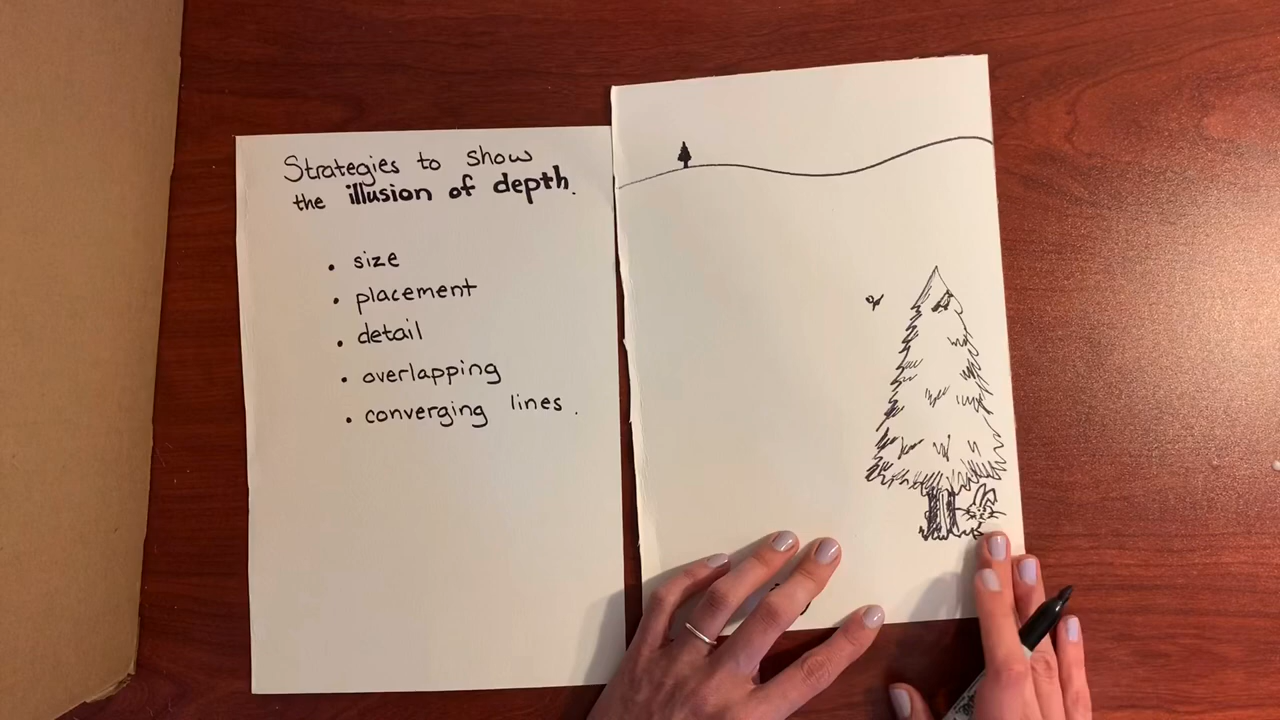 Strategies to show
the illusion of depth.
• size
• placement
• detail
• overlapping
• converging lines.